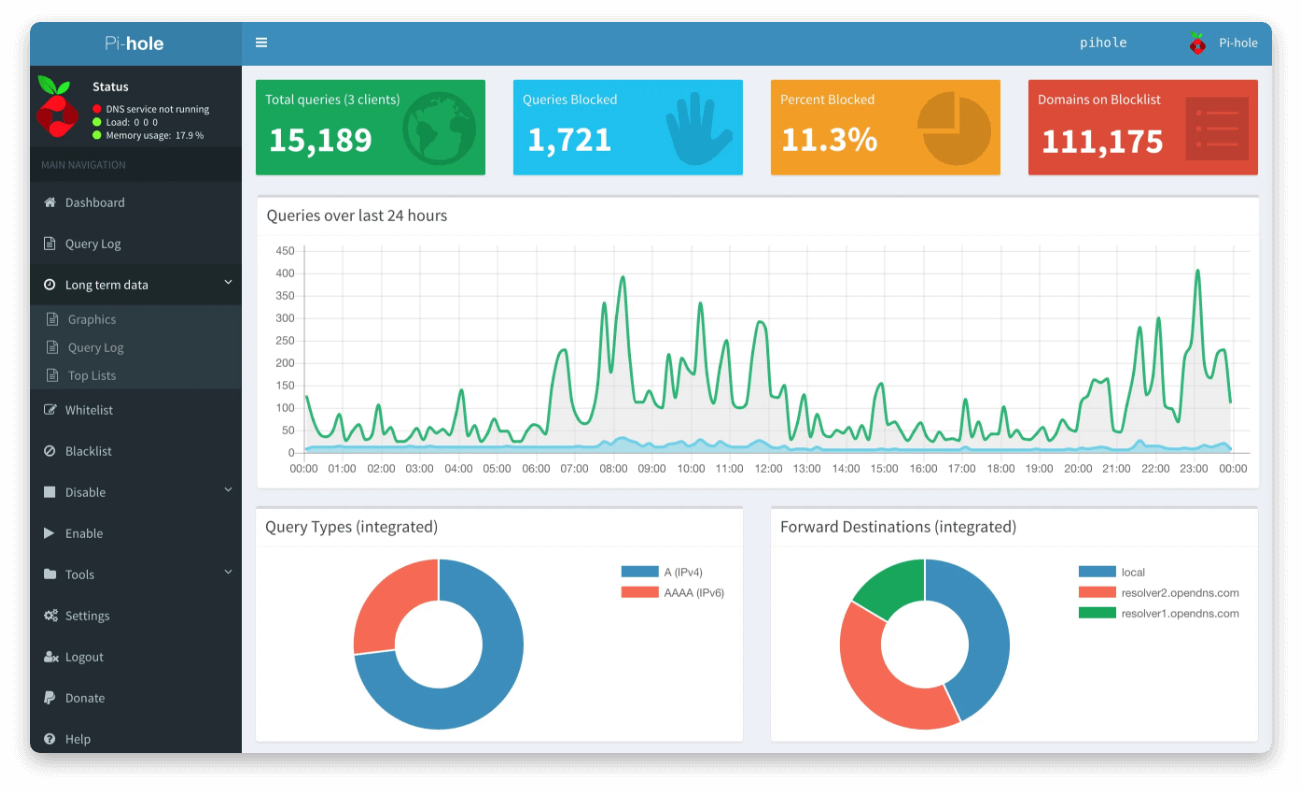 Pi-hole
pihole
Pi-hole
Status
DNS service not running
Load: 0 0 0
Memory usage: 17.9 %
MAIN NAVIGATION
Dashboard
Query Log
Long term data
Graphics
Query Log
Top Lists
Whitelist
Blacklist
Disable
Enable
Tools
Settings
Logout
Donate
Help
Total queries (3 clients)
15,189
Queries Blocked
1,721
Percent Blocked
11.3%
Domains on Blocklist
111,175
Queries over last 24 hours
450
400
350
300
250
200
150
100
50
0
00:00 01:00 02:00 03:00 04:00 05:00 06:00 07:00 08:00 09:00 10:00 11:00 12:00 13:00 14:00 15:00 16:00 17:00 18:00 19:00 20:00 21:00 22:00 23:00 00:00
Query Types (integrated)
A (IPv4)
AAAA (IPv6)
Forward Destinations (integrated)
local
resolver2.opendns.com
resolver1.opendns.com